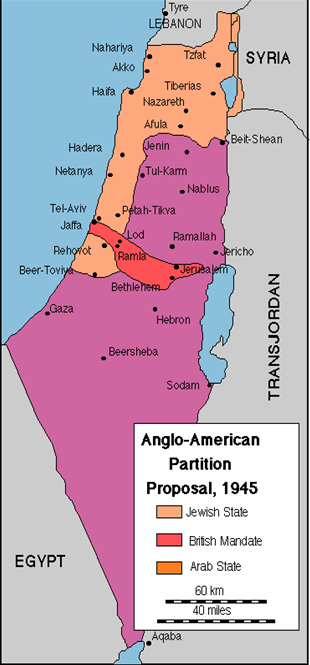 Tyre
LEBANON
Nahariya
Tzfat
SYRIA
Akko
Haifa
Tiberias
Nazareth
Afula
Beit-Shean
Hadera
Jenin
Netanya
Tul-Karm
Nablus
Tel-Aviv
Petah-Tikva
Jaffa
Lod
Ramallah
Rehovot
Ramla
Jericho
Beer-Toviya
Jerusalem
Bethlehem
Gaza
Hebron
TRANSJORDAN
Beersheba
Sodam
Anglo-American
Partition
Proposal, 1945
Jewish State
British Mandate
Arab State
60 km
40 miles
EGYPT
Aqaba